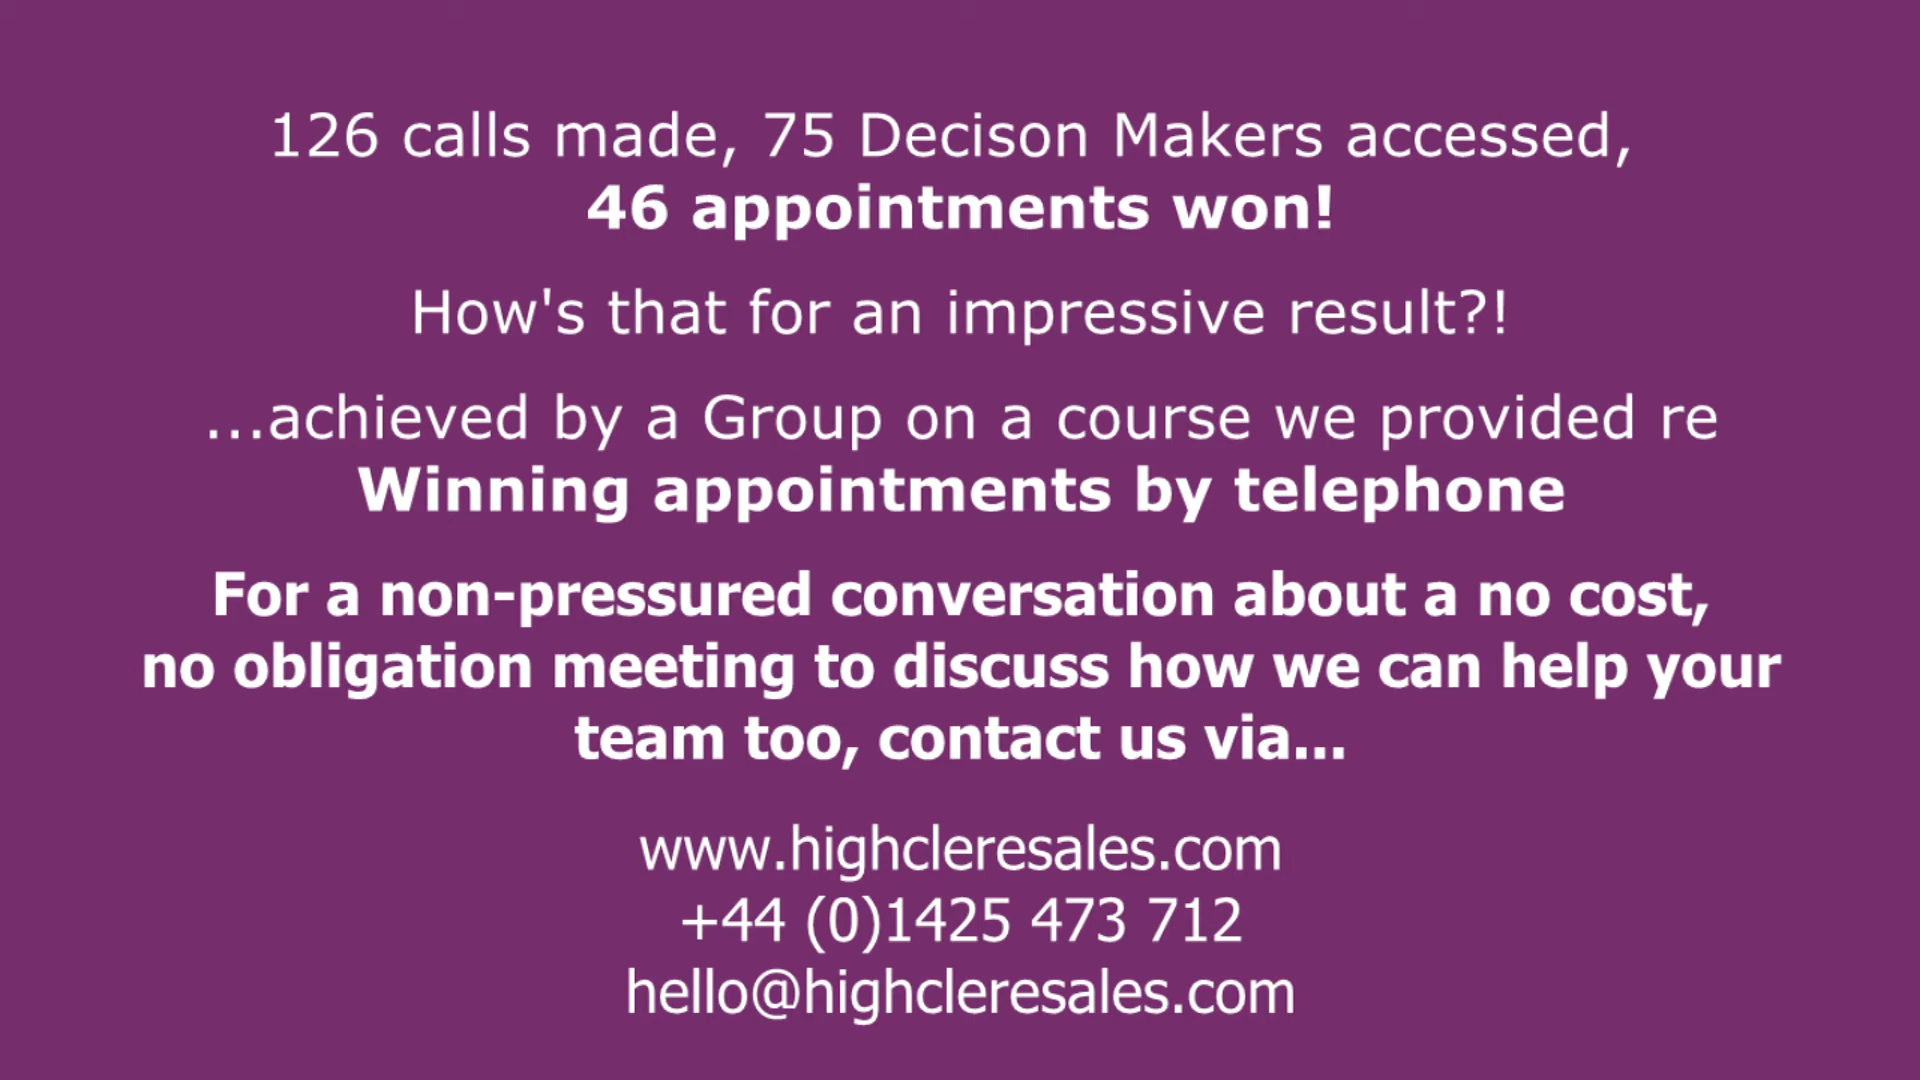 126 calls made, 75 Decison Makers accessed,
46 appointments won!
How's that for an impressive result?!
...achieved by a Group on a course we provided re
Winning appointments by telephone
For a non-pressured conversation about a no cost,
no obligation meeting to discuss how we can help your
team too, contact us via...
www.highcleresales.com
+44 (0)1425 473 712
hello@highcleresales.com